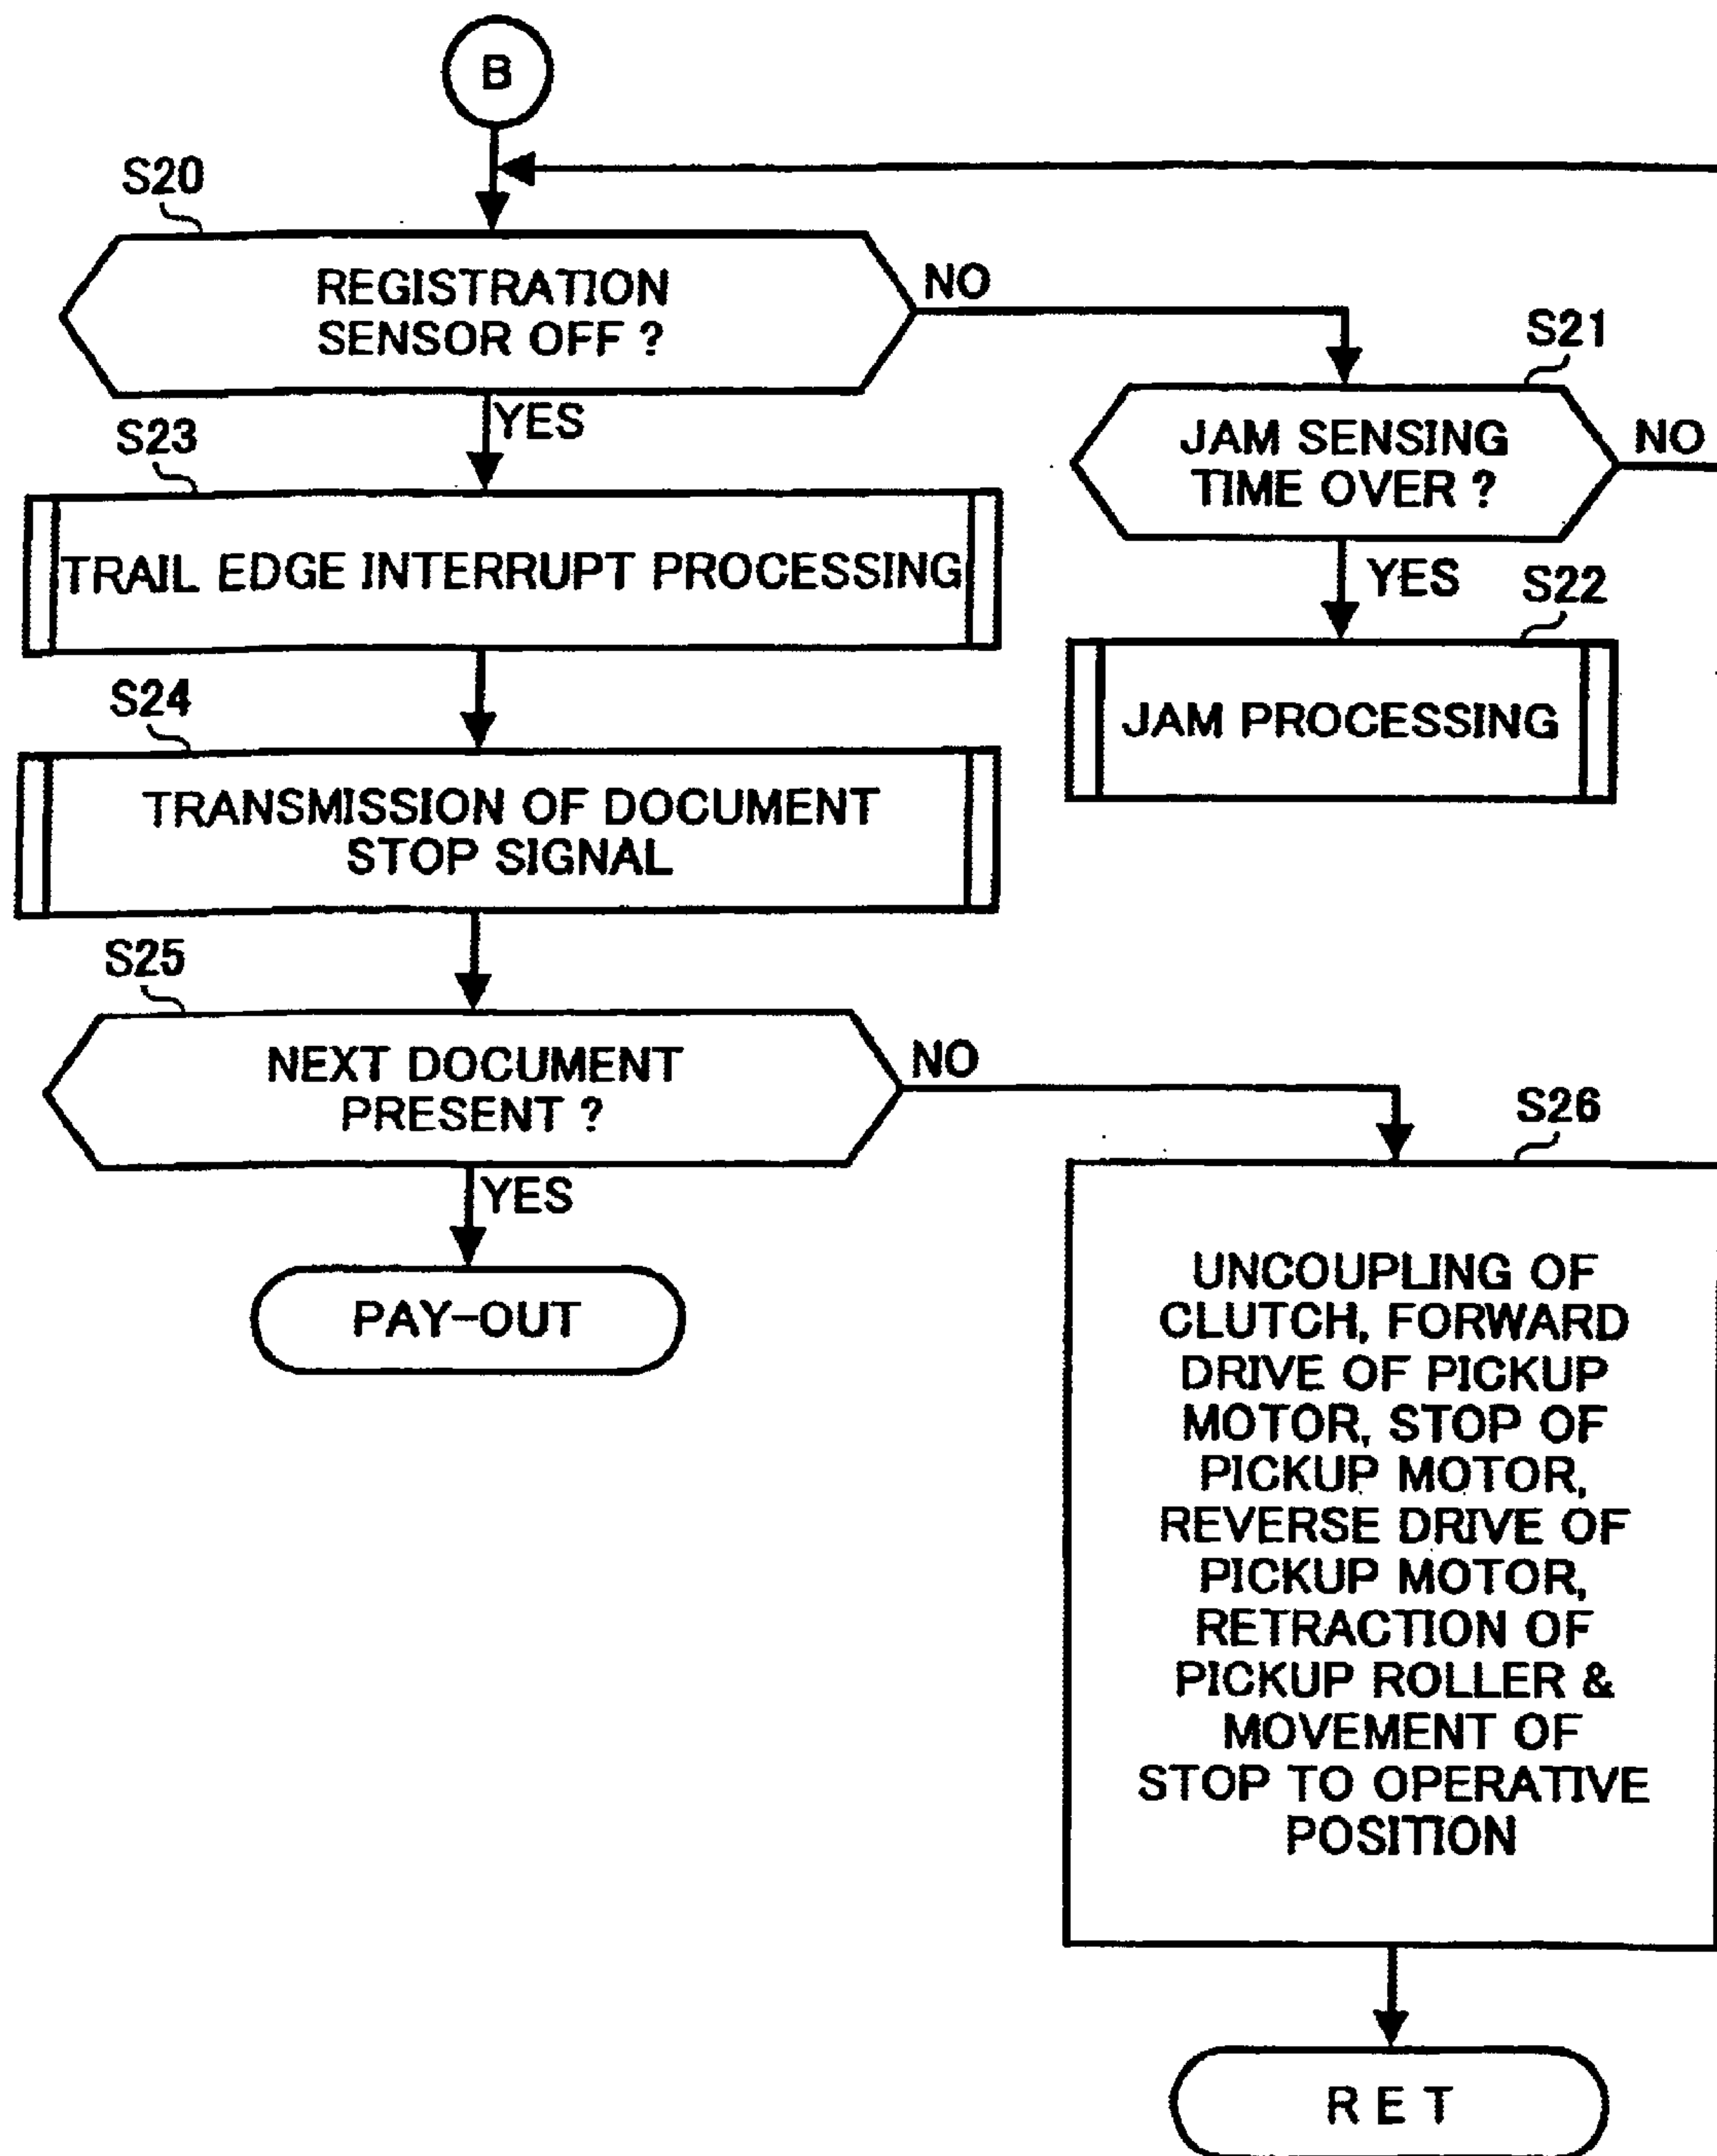 B
S20
REGISTRATION
SENSOR OFF ?
NO
YES
S21
JAM SENSING
TIME OVER ?
NO
YES
S22
JAM PROCESSING
S23
TRAIL EDGE INTERRUPT PROCESSING
S24
TRANSMISSION OF DOCUMENT
STOP SIGNAL
S25
NEXT DOCUMENT
PRESENT ?
NO
YES
PAY-OUT
S26
UNCOUPLING OF
CLUTCH, FORWARD
DRIVE OF PICKUP
MOTOR, STOP OF
PICKUP MOTOR,
REVERSE DRIVE OF
PICKUP MOTOR,
RETRACTION OF
PICKUP ROLLER &
MOVEMENT OF
STOP TO OPERATIVE
POSITION
R E T